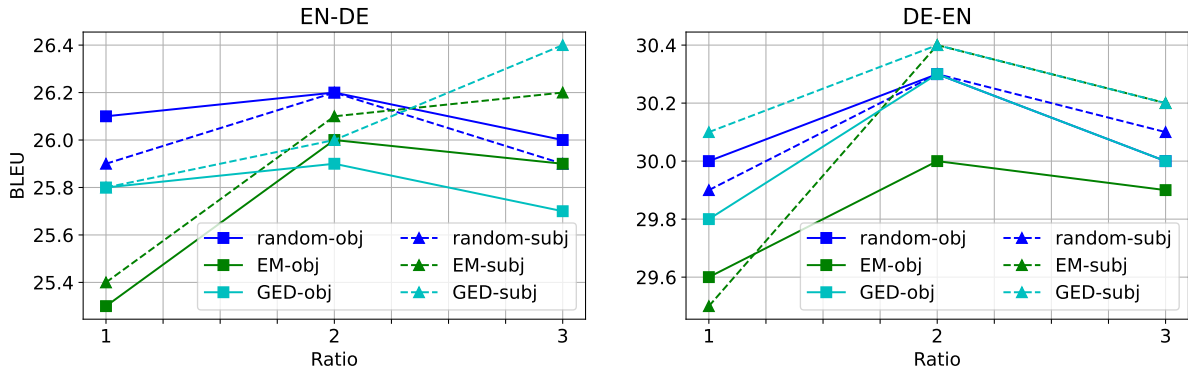 EN-DE
BLEU
26.4
26.2
26.0
25.8
25.6
25.4
random-obj
EM-obj
GED-obj
random-subj
EM-subj
GED-subj
1
2
3
Ratio
DE-EN
30.4
30.2
30.0
29.8
29.6
random-obj
EM-obj
GED-obj
random-subj
EM-subj
GED-subj
1
2
3
Ratio